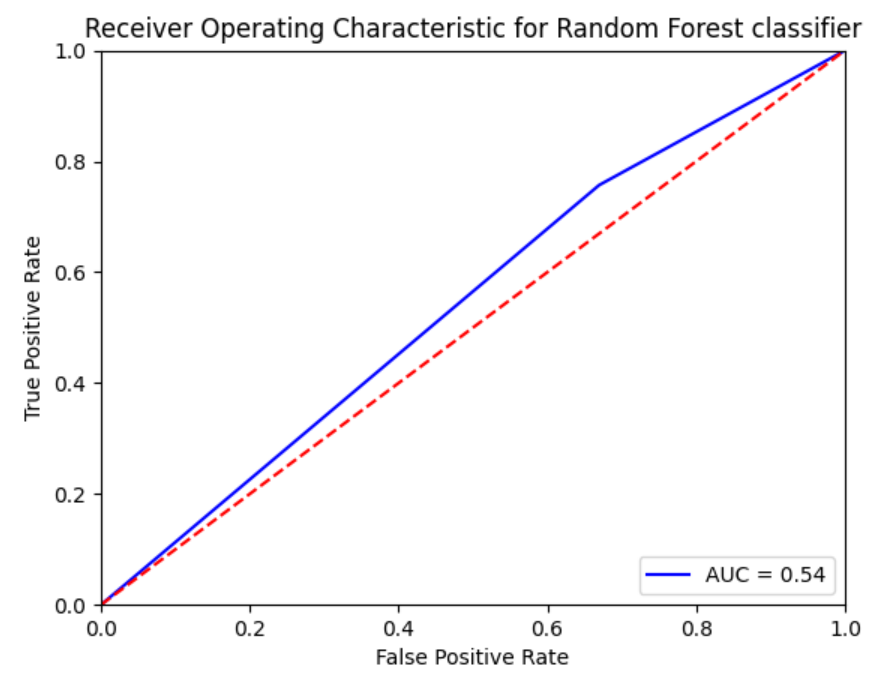 Receiver Operating Characteristic for Random Forest classifier
1.0
0.8
0.6
0.4
0.2
0.0
True Positive Rate
AUC = 0.54
0.0 0.2 0.4 0.6 0.8 1.0
False Positive Rate